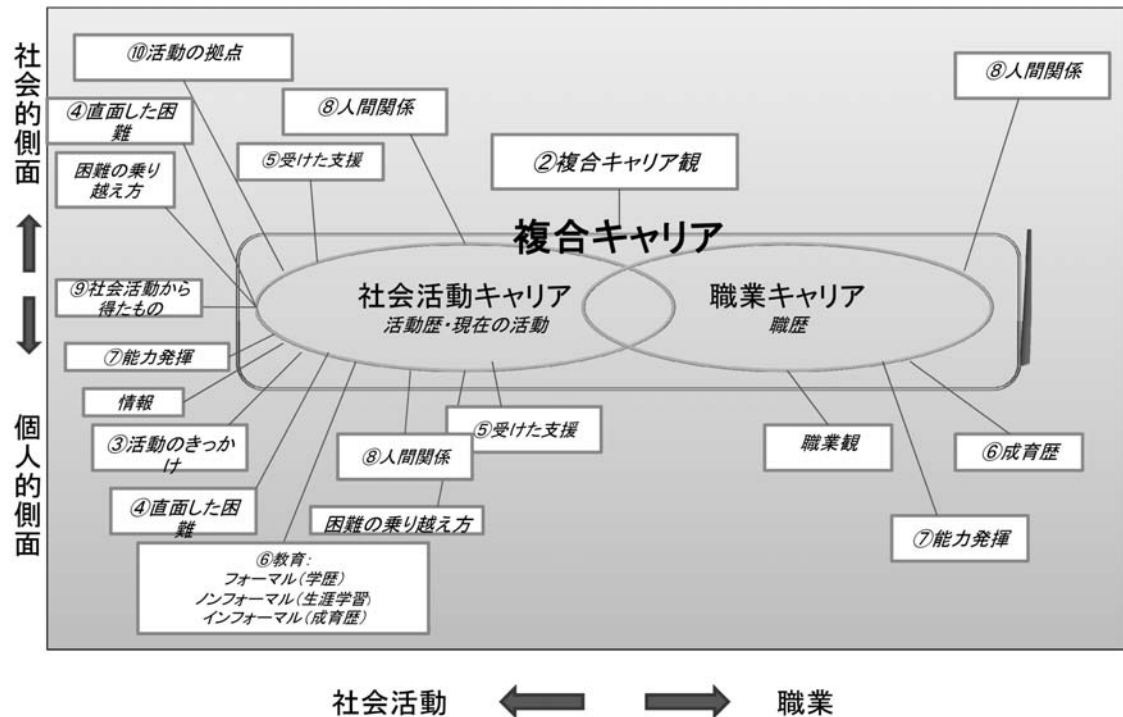 社会的側面
個人的側面
⑩活動の拠点
⑧人間関係
④直面した困
難
⑧人間関係
②複合キャリア観
⑤受けた支援
困難の乗り
越え方
複合キャリア
⑨社会活動から
得たもの
社会活動キャリア
活動歴・現在の活動
職業キャリア
職歴
⑦能力発揮
情報
③活動のきっか
け
⑤受けた支援
⑧人間関係
職業観
⑥成育歴
④直面した困
難
困難の乗り越え方
⑦能力発揮
⑥教育:
フォーマル(学歴)
ノンフォーマル(生涯学習)
インフォーマル(成育歴)
社会活動
職業